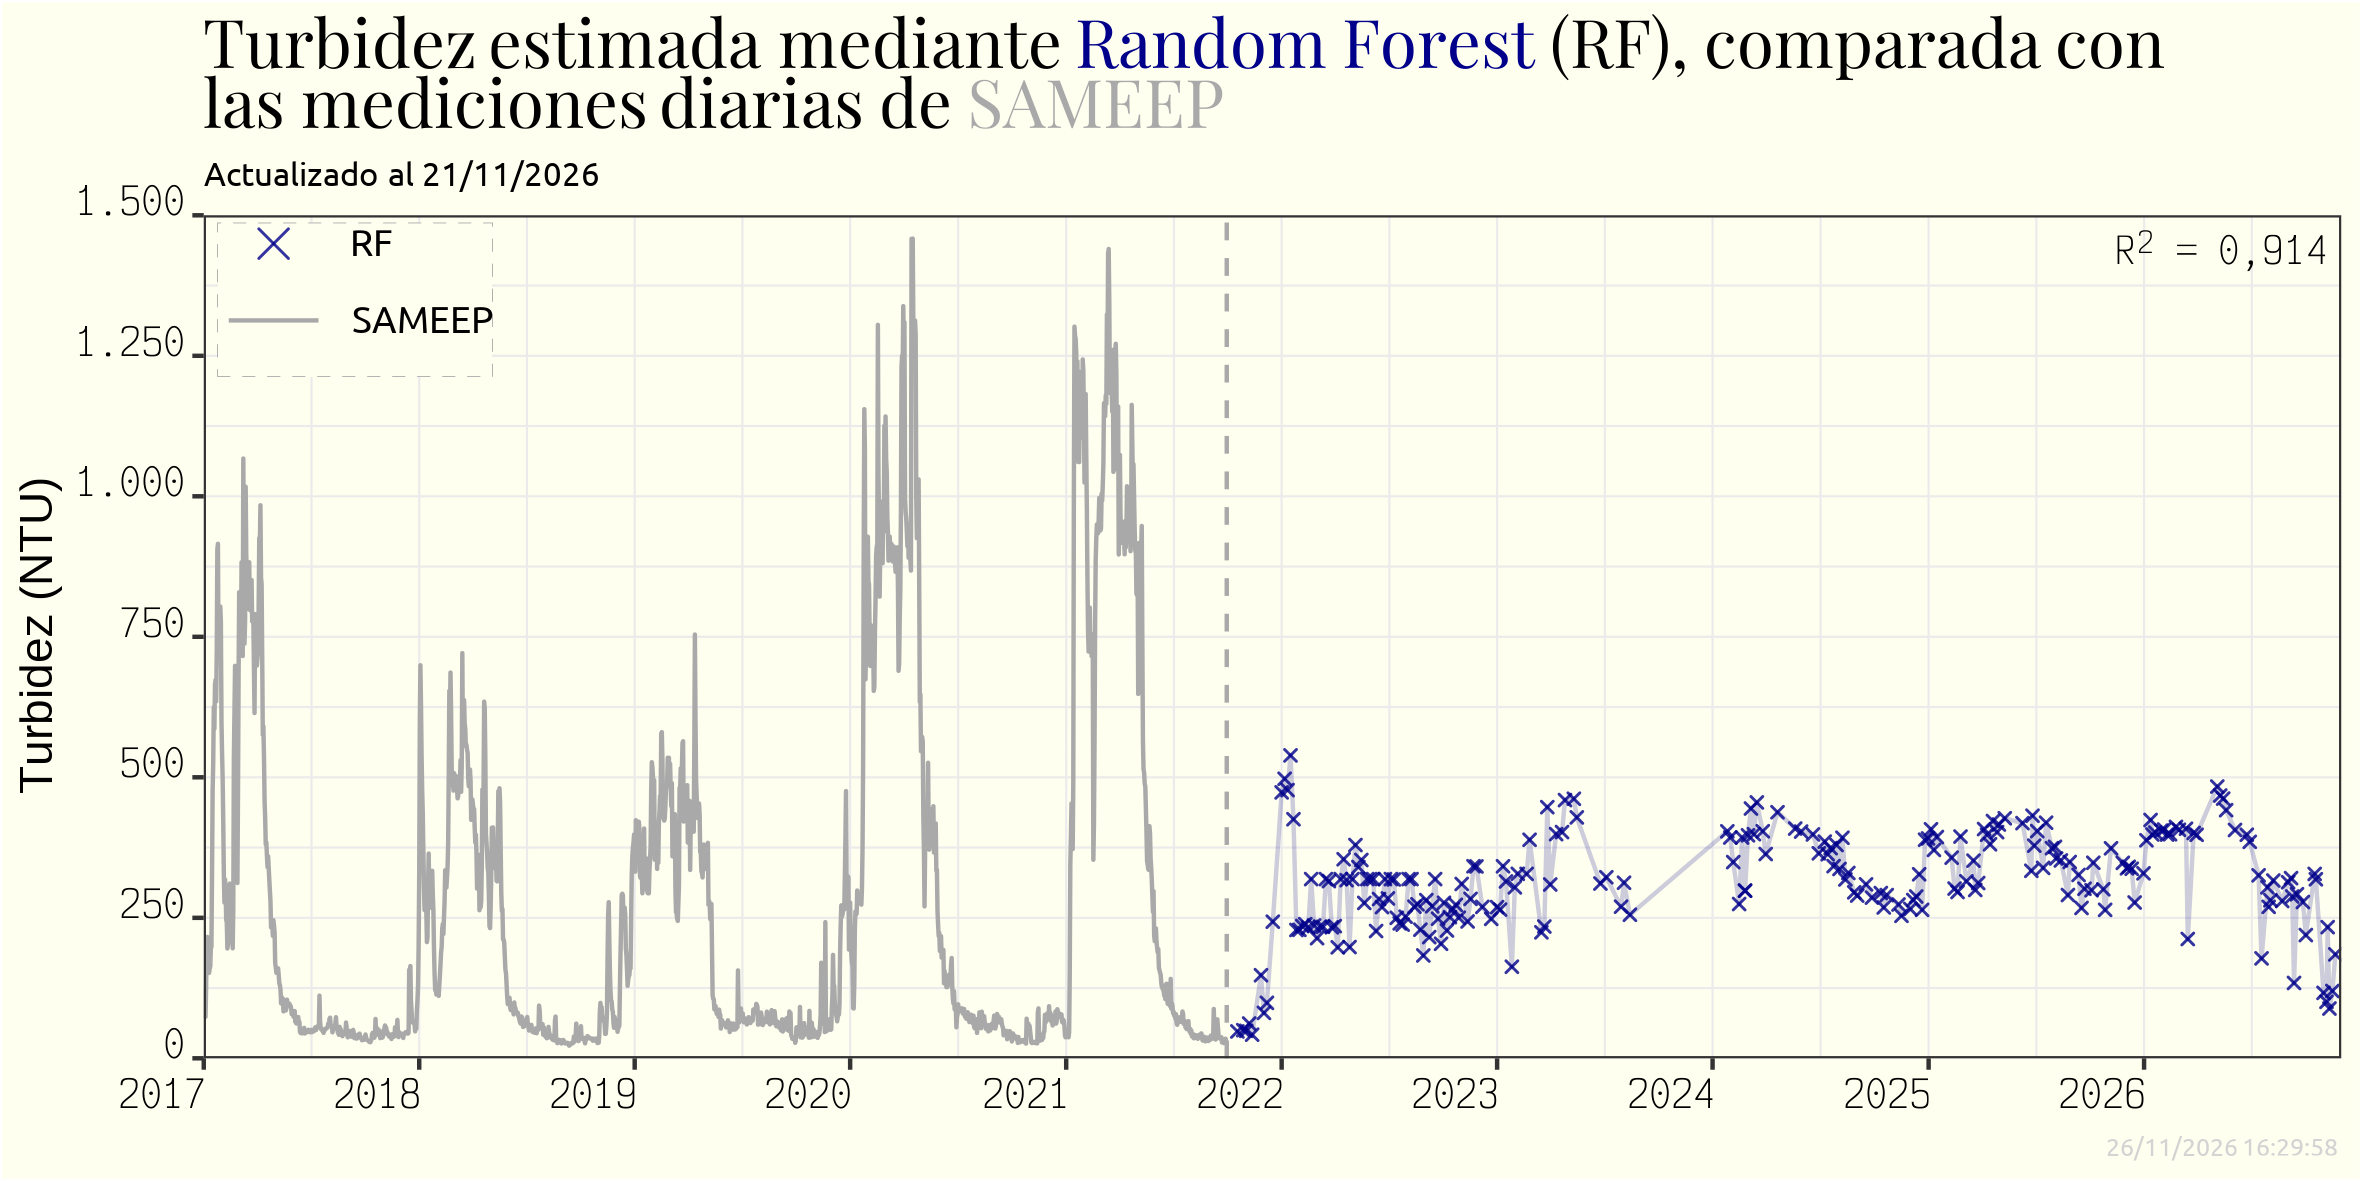 Turbidez estimada mediante Random Forest (RF), comparada con
las mediciones diarias de SAMEEP
Actualizado al 21/11/2026
Turbidez (NTU)
1.500
1.250
1.000
750
500
250
0
RF
SAMEEP
R² = 0,914
2017 2018 2019 2020 2021 2022 2023 2024 2025 2026
26/11/2026 16:29:58